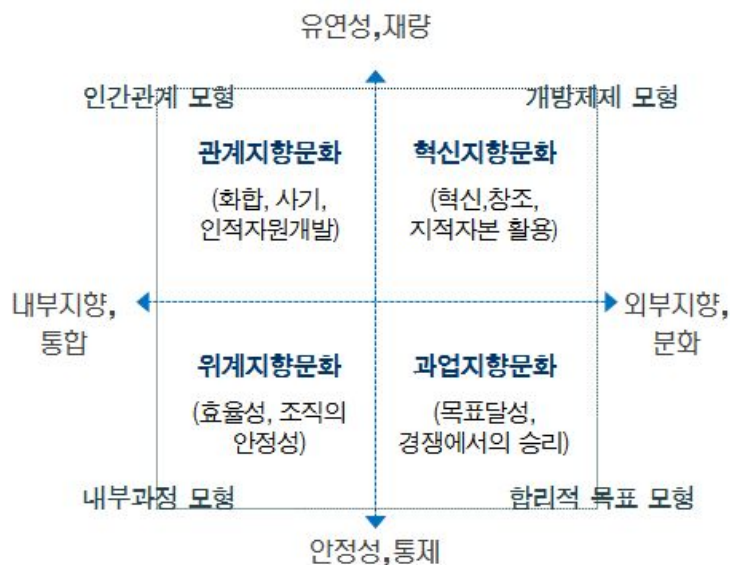 유연성,재량
인간관계 모형
개방체제 모형
관계지향문화
혁신지향문화
(화합, 사기,
인적자원개발)
(혁신,창조,
지적자본 활용)
내부지향,
통합
외부지향,
분화
위계지향문화
과업지향문화
(효율성, 조직의
안정성)
(목표달성,
경쟁에서의 승리)
내부과정 모형
합리적 목표 모형
안정성,통제